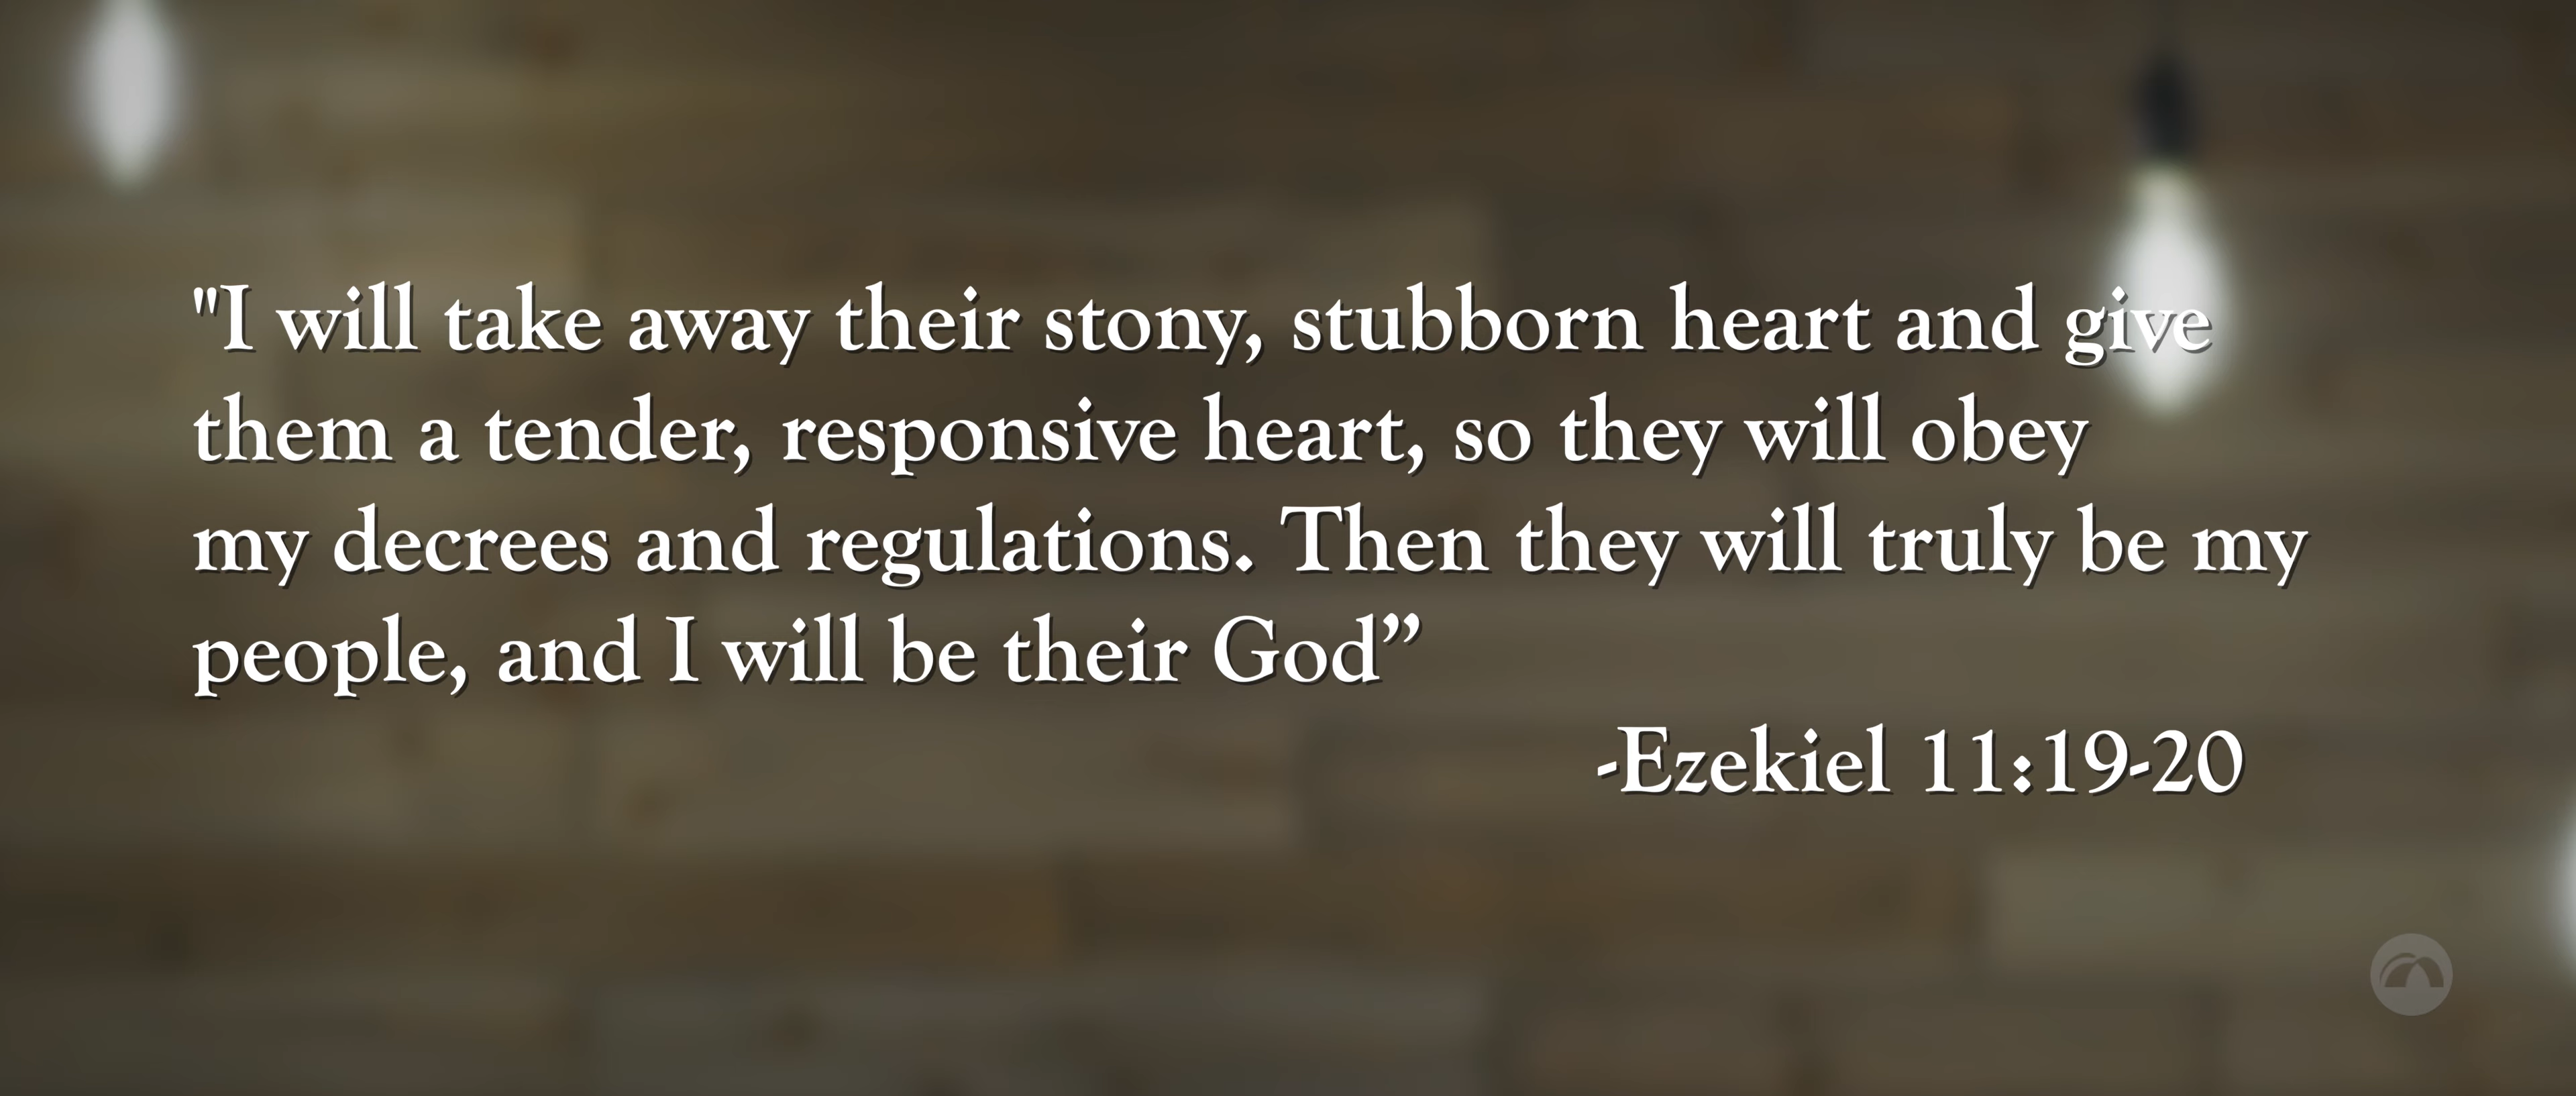 "I will take away their stony, stubborn heart and give
them a tender, responsive heart, so they will obey
my decrees and regulations. Then they will truly be my
people, and I will be their God”
-Ezekiel 11:19-20